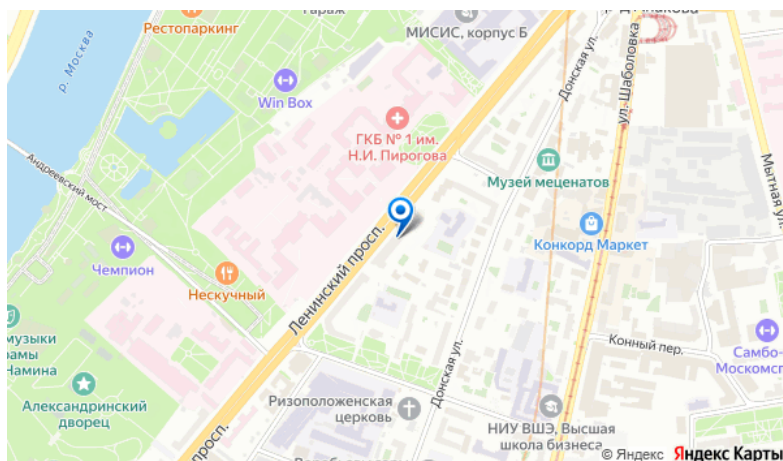 Рестопаркинг
Гараж
МИСИС, корпус Б
р. Москва
Win Box
Донская ул.
ул. Шаболовка
ГКБ № 1 им.
Н.И. Пирогова
Музей меценатов
Мытная ул.
Андреевский мост
Чемпион
Нескучный
Ленинский просп.
Конкорд Маркет
Конный пер.
Самбо-
Москомсп
музыки
Намина
Александринский
дворец
Донская ул.
Ризоположенская
церковь
просп.
НИУ ВШЭ, Высшая
школа бизнеса
© Яндекс Яндекс Карты